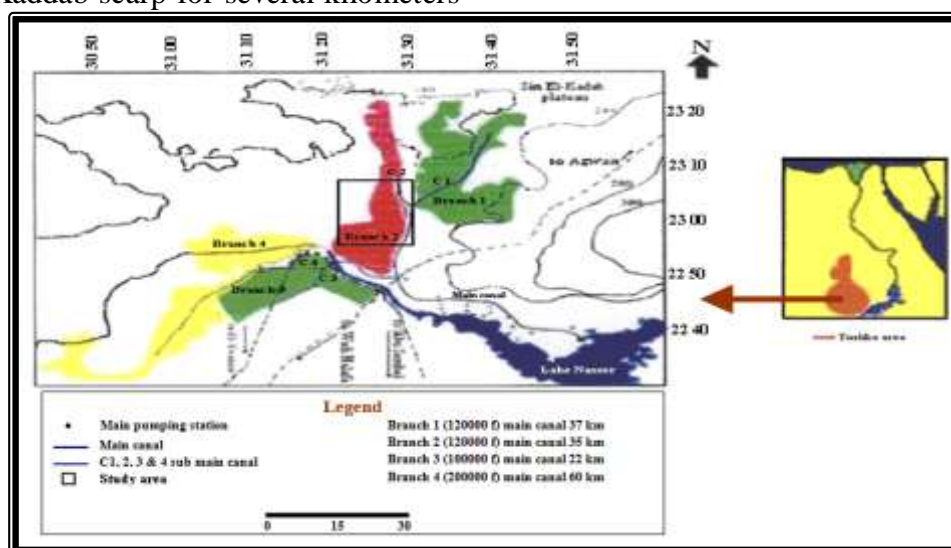 kaddab scarp for several kilometers
30 50
31 00
31 10
31 20
31 30
31 40
31 50
N
Sin El-Kadab
plateau
23 20
23 10
23 00
22 50
22 40
to Aswan
C 2
C 1
Branch 1
Branch 2
Branch 4
C 4
C 3
Main canal
Lake Nasser
Toshka area
Legend
Main pumping station
Main canal
C1, 2, 3 & 4 sub main canal
Study area
Branch 1 (120000 f) main canal 37 km
Branch 2 (120000 f) main canal 35 km
Branch 3 (100000 f) main canal 22 km
Branch 4 (200000 f) main canal 60 km
0 15 30